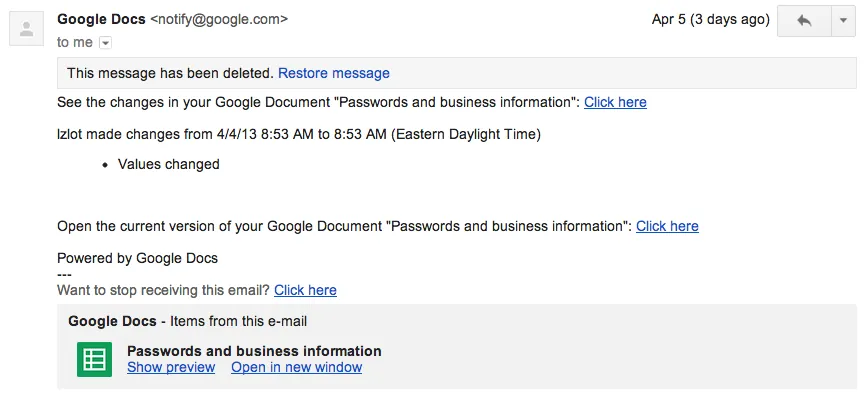 Google Docs <notify@google.com> Apr 5 (3 days ago)
to me
This message has been deleted. Restore message
See the changes in your Google Document "Passwords and business information": Click here
lzlot made changes from 4/4/13 8:53 AM to 8:53 AM (Eastern Daylight Time)
• Values changed
Open the current version of your Google Document "Passwords and business information": Click here
Powered by Google Docs
---
Want to stop receiving this email? Click here
Google Docs - Items from this e-mail
Passwords and business information
Show preview Open in new window